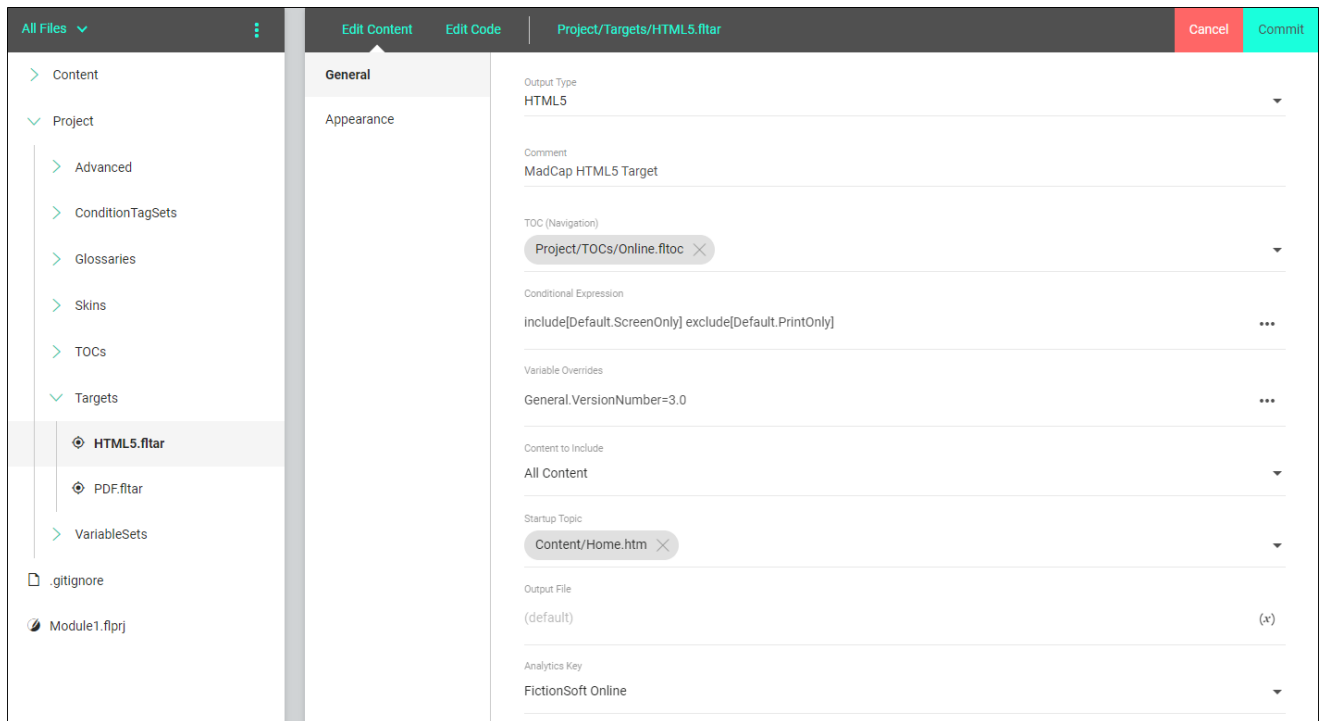 All Files
Edit Content
Edit Code
Project/Targets/HTML5.fltar
Cancel
Commit
Content
Project
Advanced
ConditionTagSets
Glossaries
Skins
TOCs
Targets
HTML5.fltar
PDF.fltar
VariableSets
.gitignore
Module1.flprj
General
Appearance
Output Type
HTML5
Comment
MadCap HTML5 Target
TOC (Navigation)
Project/TOCs/Online.fltoc
Conditional Expression
include[Default.ScreenOnly] exclude[Default.PrintOnly]
Variable Overrides
General.VersionNumber=3.0
Content to Include
All Content
Startup Topic
Content/Home.htm
Output File
(default)
(x)
Analytics Key
FictionSoft Online